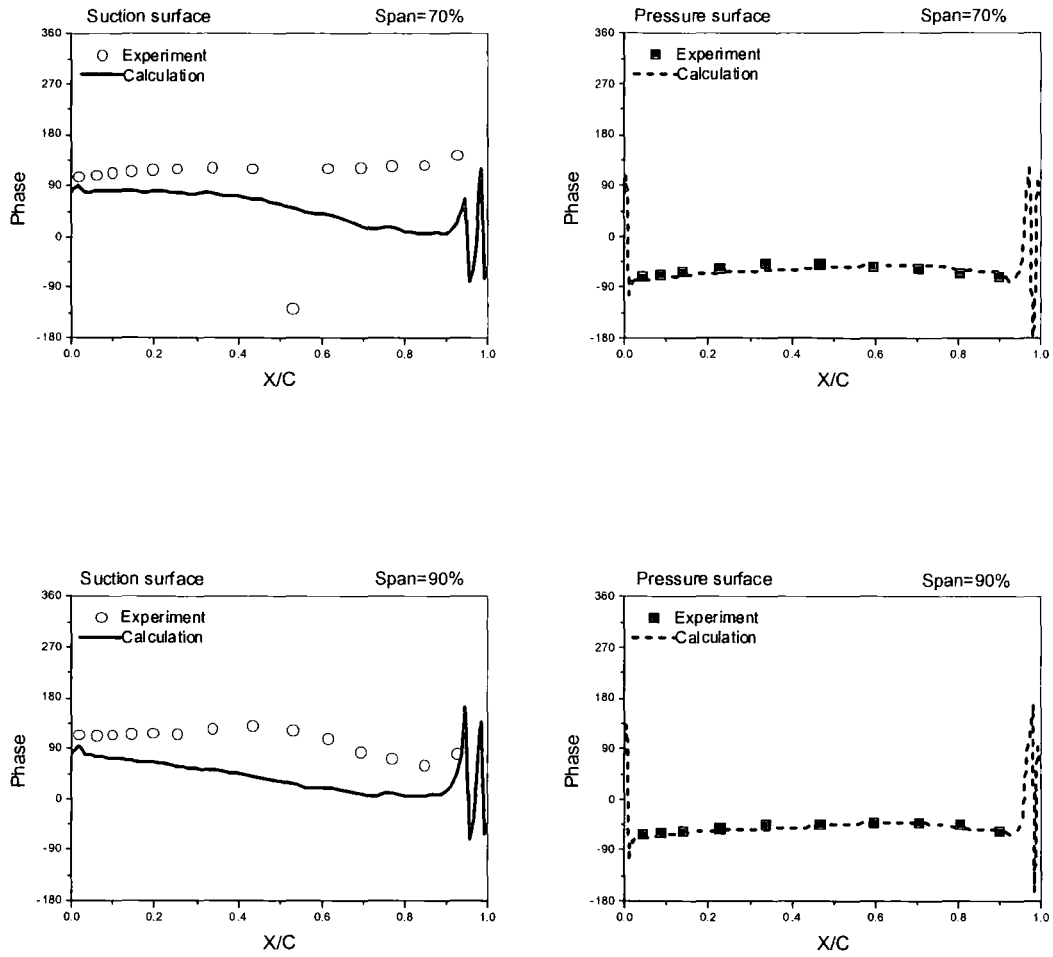 Suction surface Span=70%
360
270
180
90
0
-90
-180
Phase
Experiment
Calculation
0.0 0.2 0.4 0.6 0.8 1.0
X/C
Pressure surface Span=70%
360
270
180
90
0
-90
-180
Phase
Experiment
Calculation
0.0 0.2 0.4 0.6 0.8 1.0
X/C
Suction surface Span=90%
360
270
180
90
0
-90
-180
Phase
Experiment
Calculation
0.0 0.2 0.4 0.6 0.8 1.0
X/C
Pressure surface Span=90%
360
270
180
90
0
-90
-180
Phase
Experiment
Calculation
0.0 0.2 0.4 0.6 0.8 1.0
X/C